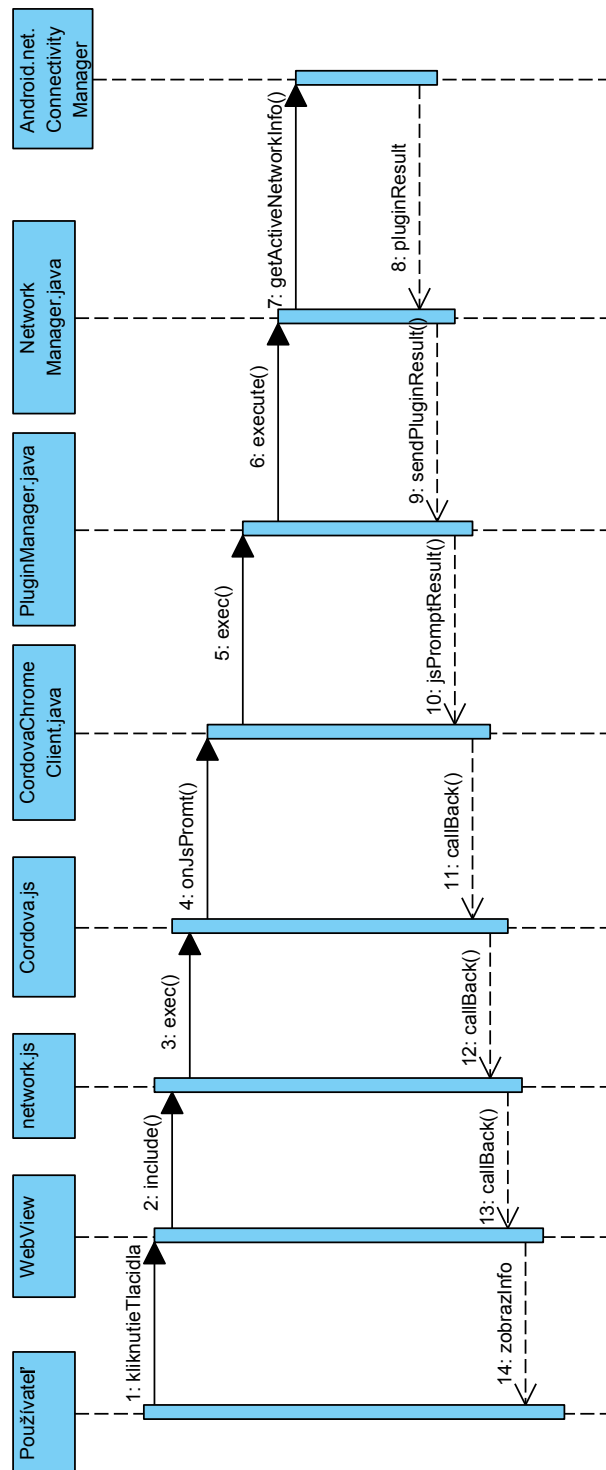 Používateľ
WebView
network.js
Cordova.js
CordovaChrome
Client.java
PluginManager.java
Network
Manager.java
Android.net.
Connectivity
Manager
1: kliknutieTlacidla
2: include()
3: exec()
4: onJsPromt()
5: exec()
6: execute()
7: getActiveNetworkInfo()
8: pluginResult
9: sendPluginResult()
10: jsPromptResult()
11: callBack()
12: callBack()
13: callBack()
14: zobrazInfo